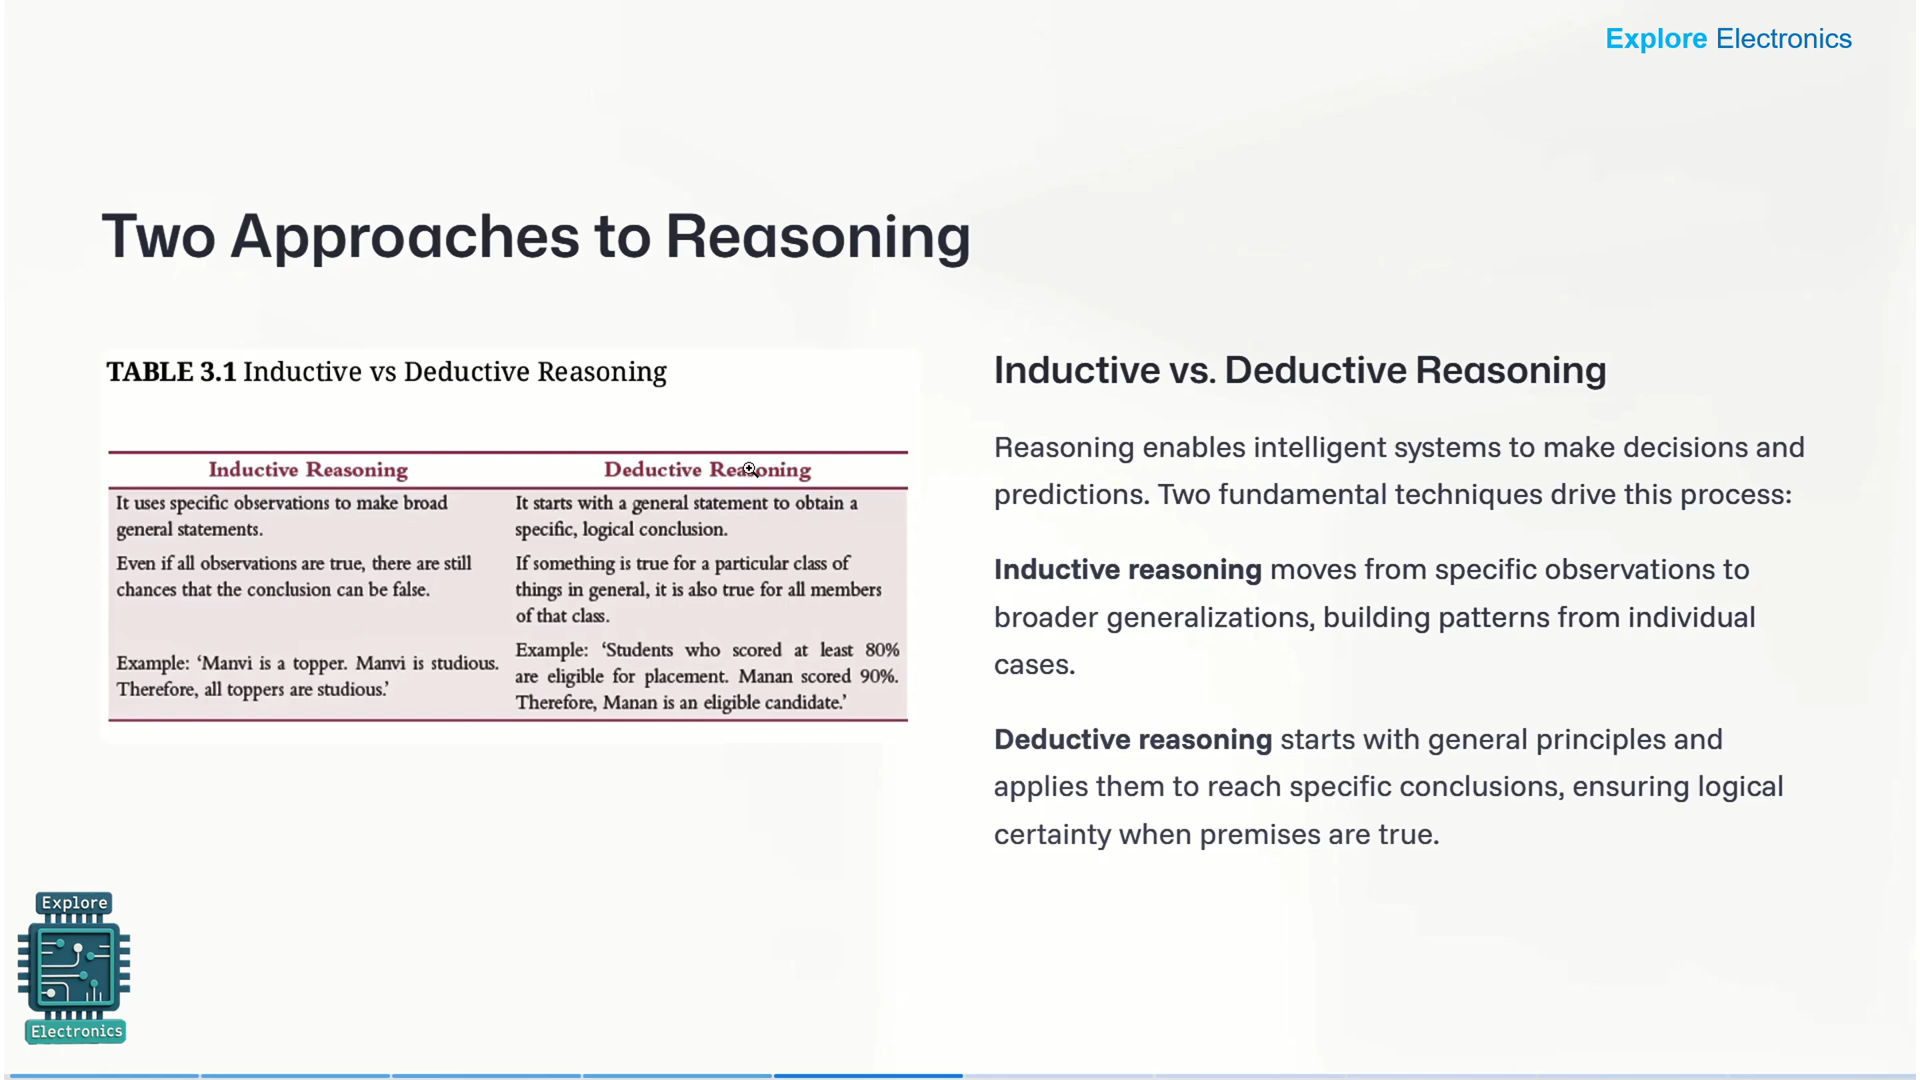 Explore Electronics
Two Approaches to Reasoning
TABLE 3.1 Inductive vs Deductive Reasoning
Inductive Reasoning
Deductive Reasoning
It uses specific observations to make broad
general statements.
It starts with a general statement to obtain a
specific, logical conclusion.
Even if all observations are true, there are still
chances that the conclusion can be false.
If something is true for a particular class of
things in general, it is also true for all members
of that class.
Example: ‘Manvi is a topper. Manvi is studious.
Therefore, all toppers are studious.’
Example: ‘Students who scored at least 80%
are eligible for placement. Manan scored 90%.
Therefore, Manan is an eligible candidate.’
Inductive vs. Deductive Reasoning
Reasoning enables intelligent systems to make decisions and
predictions. Two fundamental techniques drive this process:
Inductive reasoning moves from specific observations to
broader generalizations, building patterns from individual
cases.
Deductive reasoning starts with general principles and
applies them to reach specific conclusions, ensuring logical
certainty when premises are true.
Explore
Electronics